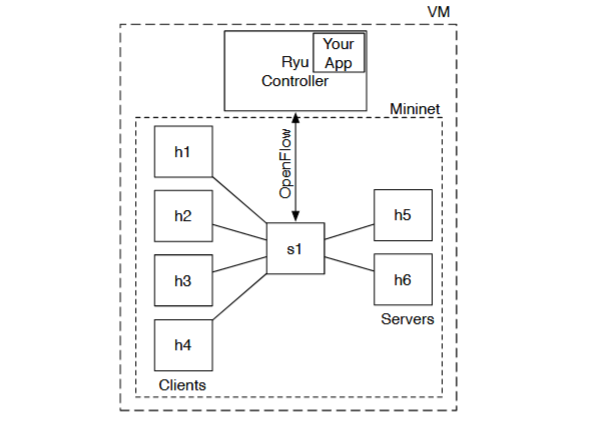 VM
Your
App
Ryu
Controller
Mininet
OpenFlow
h1
h2
h3
h4
s1
h5
h6
Servers
Clients